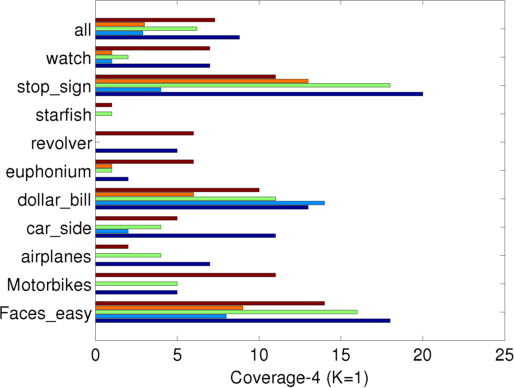 all
watch
stop_sign
starfish
revolver
euphonium
dollar_bill
car_side
airplanes
Motorbikes
Faces_easy
0 5 10 15 20 25
Coverage-4 (K=1)